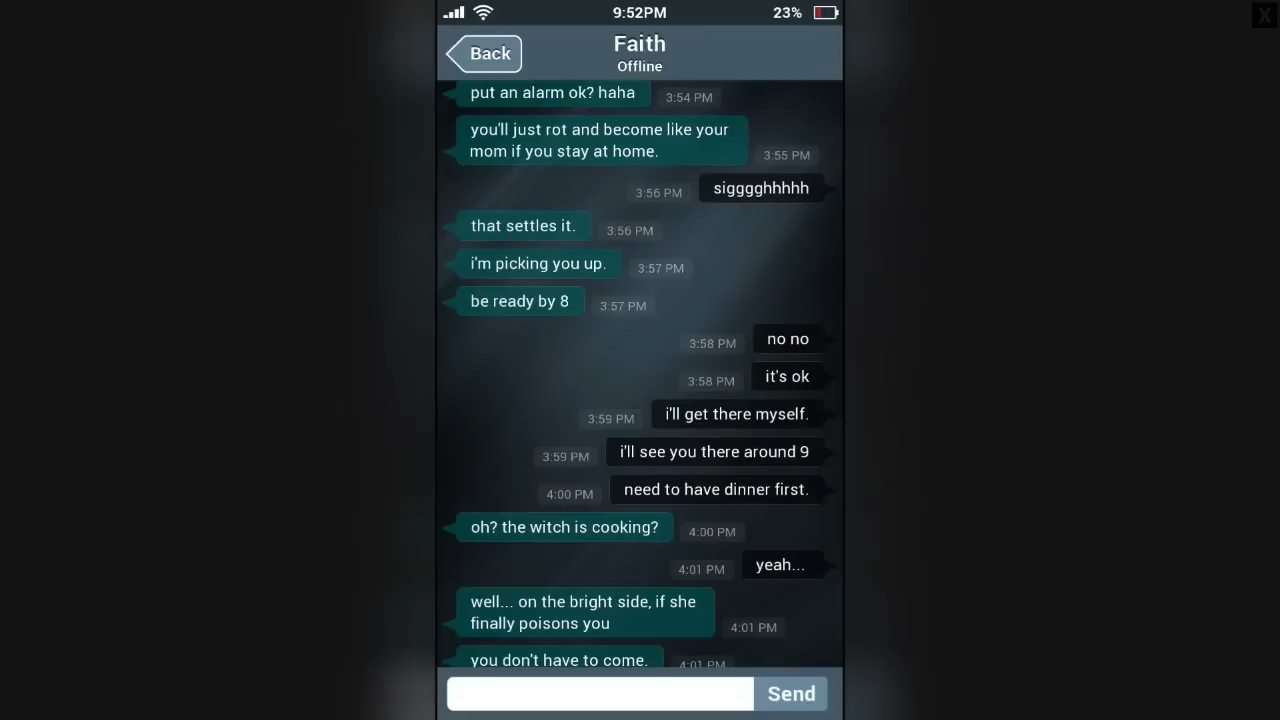 9:52PM
23%
X
Back
Faith
Offline
put an alarm ok? haha
3:54 PM
you'll just rot and become like your
mom if you stay at home.
3:55 PM
3:56 PM
sigggghhhhh
that settles it.
3:56 PM
i'm picking you up.
3:57 PM
be ready by 8
3:57 PM
3:58 PM
no no
3:58 PM
it's ok
3:59 PM
i'll get there myself.
3:59 PM
i'll see you there around 9
4:00 PM
need to have dinner first.
oh? the witch is cooking?
4:00 PM
4:01 PM
yeah...
well... on the bright side, if she
finally poisons you
4:01 PM
you don't have to come.
4:01 PM
Send